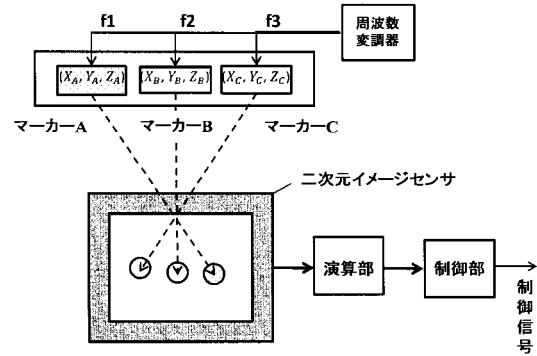 f1 f2 f3
周波数
変調器
(X_A, Y_A, Z_A) (X_B, Y_B, Z_B) (X_C, Y_C, Z_C)
マーカーA マーカーB マーカーC
二次元イメージセンサ
演算部
制御部
制御信号